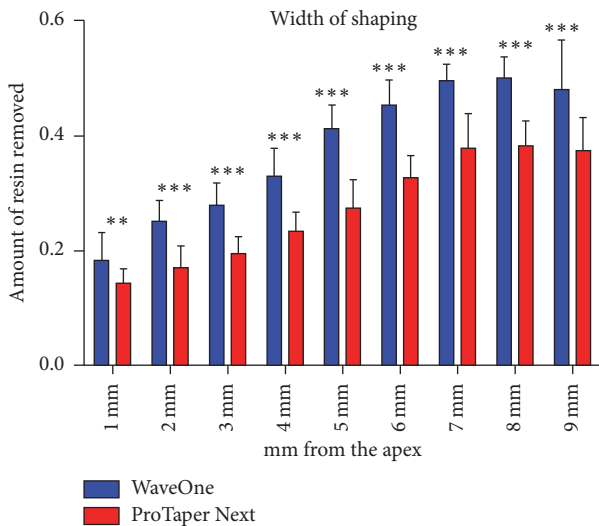 Width of shaping
Amount of resin removed
0.6
0.4
0.2
0.0
**
***
***
***
***
***
***
***
***
1 mm
2 mm
3 mm
4 mm
5 mm
6 mm
7 mm
8 mm
9 mm
mm from the apex
WaveOne
ProTaper Next